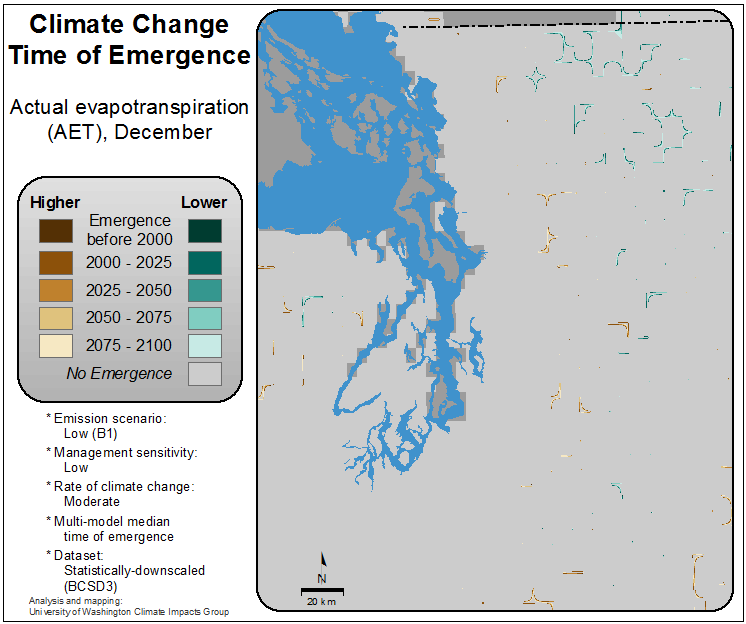 Climate Change
Time of Emergence
Actual evapotranspiration
(AET), December
Higher Lower
Emergence
before 2000
2000 - 2025
2025 - 2050
2050 - 2075
2075 - 2100
No Emergence
* Emission scenario:
Low (B1)
* Management sensitivity:
Low
* Rate of climate change:
Moderate
* Multi-model median
time of emergence
* Dataset:
Statistically-downscaled
(BCSD3)
Analysis and mapping:
University of Washington Climate Impacts Group
N
20 km